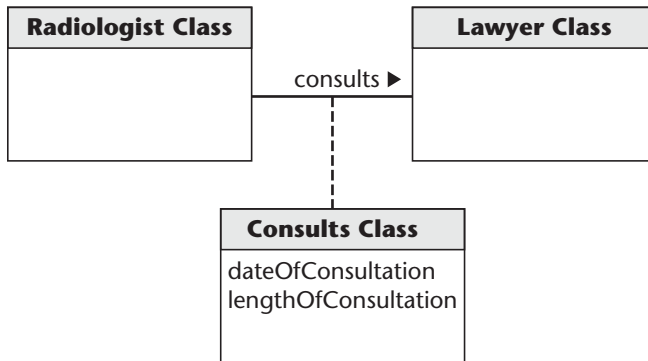 Radiologist Class
Lawyer Class
consults ▶
Consults Class
dateOfConsultation
lengthOfConsultation